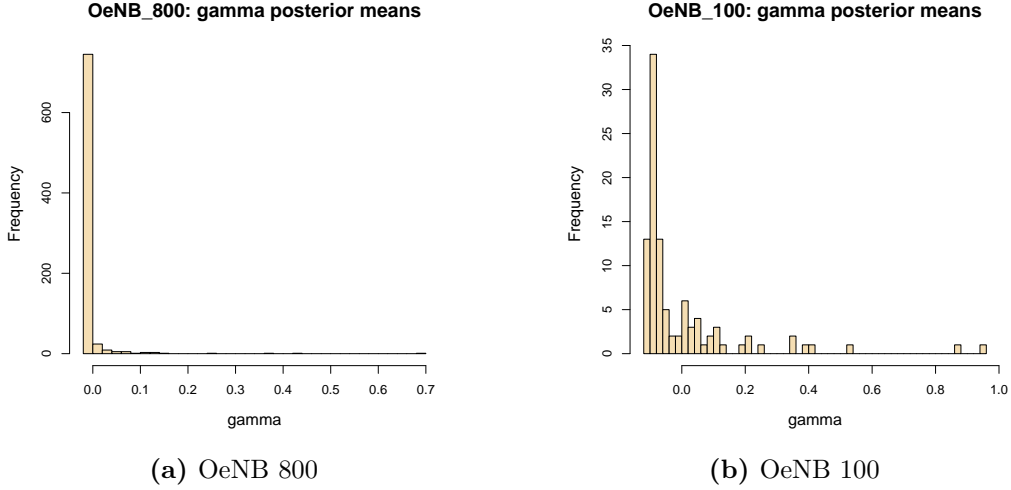 OeNB_800: gamma posterior means
Frequency
0
200
400
600
0.0 0.1 0.2 0.3 0.4 0.5 0.6 0.7
gamma
(a) OeNB 800
OeNB_100: gamma posterior means
Frequency
0
5
10
15
20
25
30
35
0.0 0.2 0.4 0.6 0.8 1.0
gamma
(b) OeNB 100